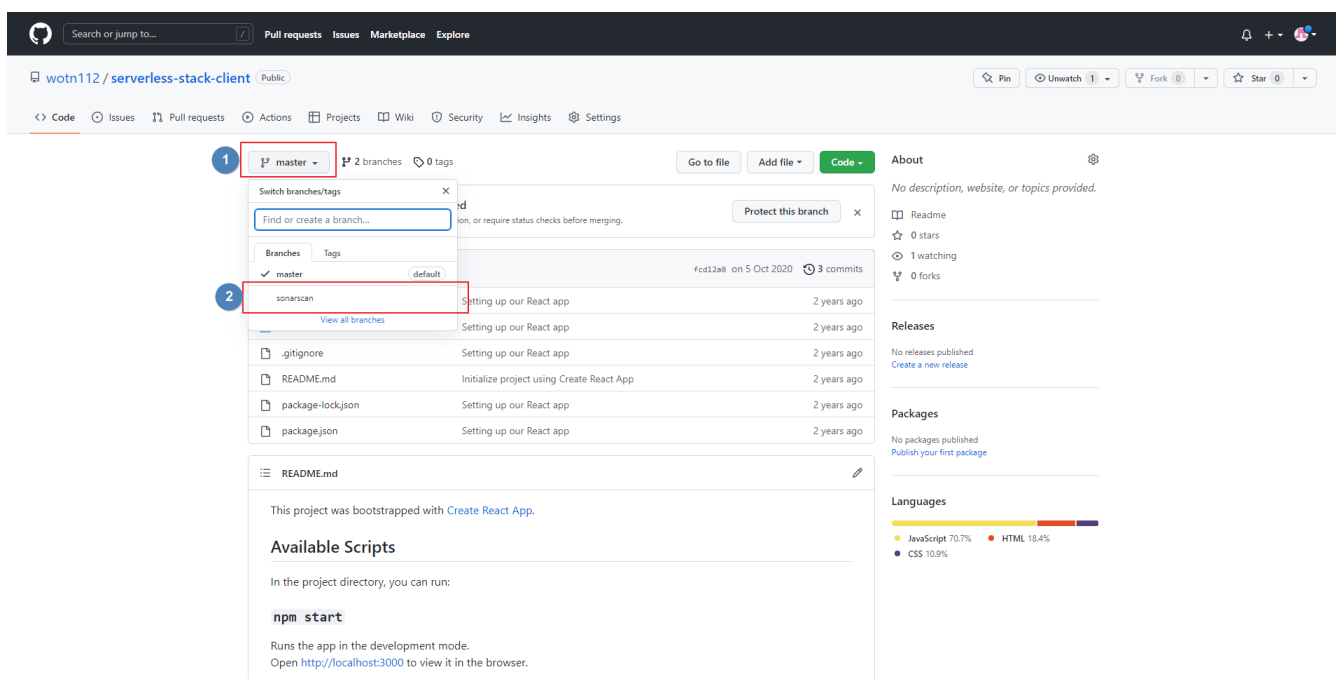 Search or jump to... / Pull requests Issues Marketplace Explore
wotn112 / serverless-stack-client Public Pin Unwatch 1 Fork 0 Star 0
<> Code Issues Pull requests Actions Projects Wiki Security Insights Settings
1 master 2 branches 0 tags Go to file Add file Code
Switch branches/tags
Find or create a branch...
Branches Tags
master default
2 sonarscan
View all branches
ed
ion, or require status checks before merging.
Protect this branch
fcd12a0 on 5 Oct 2020 3 commits
Setting up our React app 2 years ago
Setting up our React app 2 years ago
.gitignore Setting up our React app 2 years ago
README.md Initialize project using Create React App 2 years ago
package-lock.json Setting up our React app 2 years ago
package.json Setting up our React app 2 years ago
README.md
This project was bootstrapped with Create React App.
Available Scripts
In the project directory, you can run:
npm start
Runs the app in the development mode.
Open http://localhost:3000 to view it in the browser.
About
No description, website, or topics provided.
Readme
0 stars
1 watching
0 forks
Releases
No releases published
Create a new release
Packages
No packages published
Publish your first package
Languages
JavaScript 70.7% HTML 18.4%
CSS 10.9%